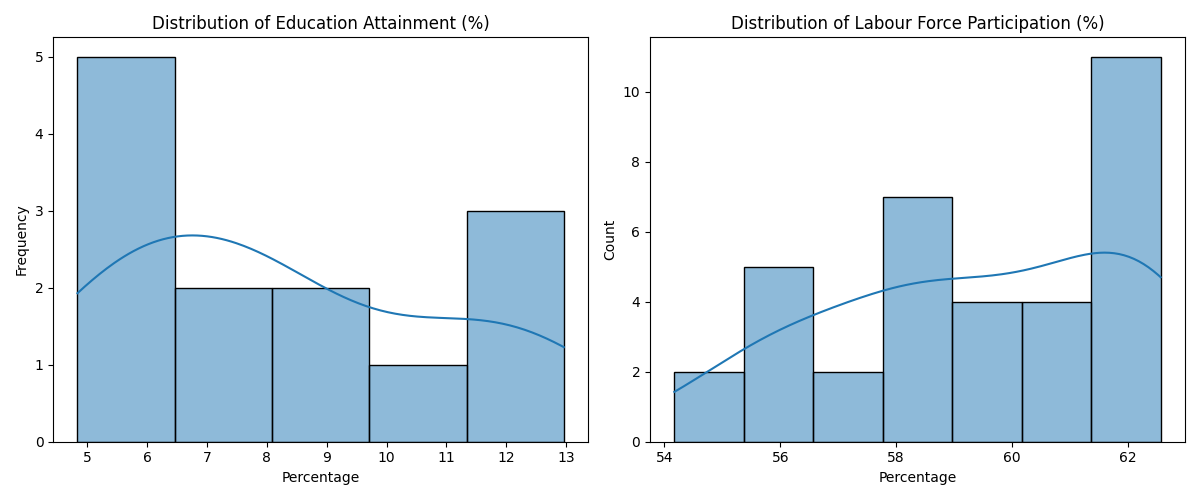 Distribution of Education Attainment (%)
Frequency
5
4
3
2
1
0
5 6 7 8 9 10 11 12 13
Percentage
Distribution of Labour Force Participation (%)
Count
10
8
6
4
2
0
54 56 58 60 62
Percentage